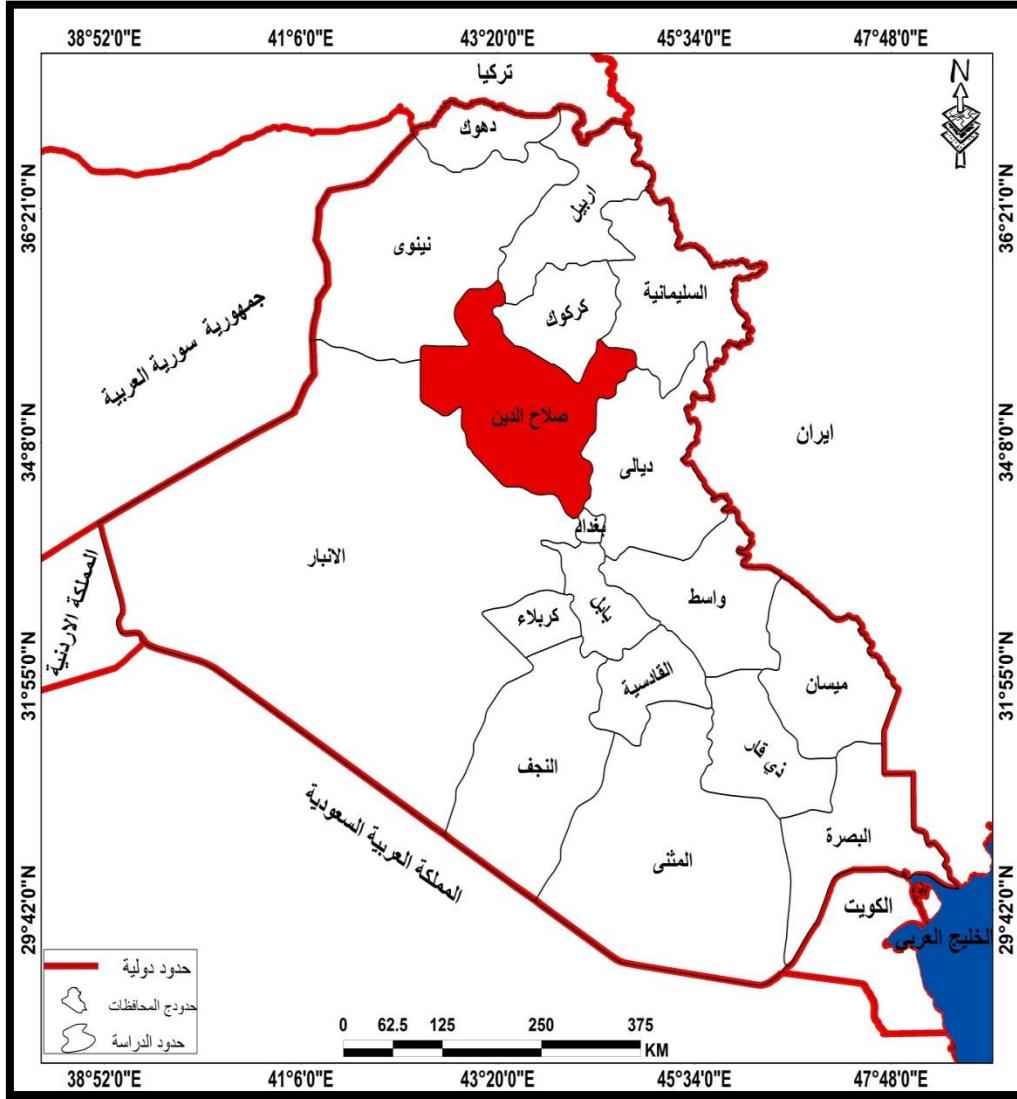 38°52'0"E 41°6'0"E 43°20'0"E 45°34'0"E 47°48'0"E
تركيا
N
دهوك
36°21'0"N 36°21'0"N
اربيل
نينوى
السليمانية
كركوك
جمهورية سورية العربية
صلاح الدين
ايران
34°8'0"N 34°8'0"N
ديالى
بغداد
الانبار
المملكة الاردنية
واسط
بابل
كربلاء
القادسية
ميسان
31°55'0"N 31°55'0"N
ذي قار
النجف
المملكة العربية السعودية
البصرة
المثنى
الكويت
29°42'0"N 29°42'0"N
الخليج العربي
حدود دولية
حدودج المحافظات
حدود الدراسة
0 62.5 125 250 375
KM
38°52'0"E 41°6'0"E 43°20'0"E 45°34'0"E 47°48'0"E